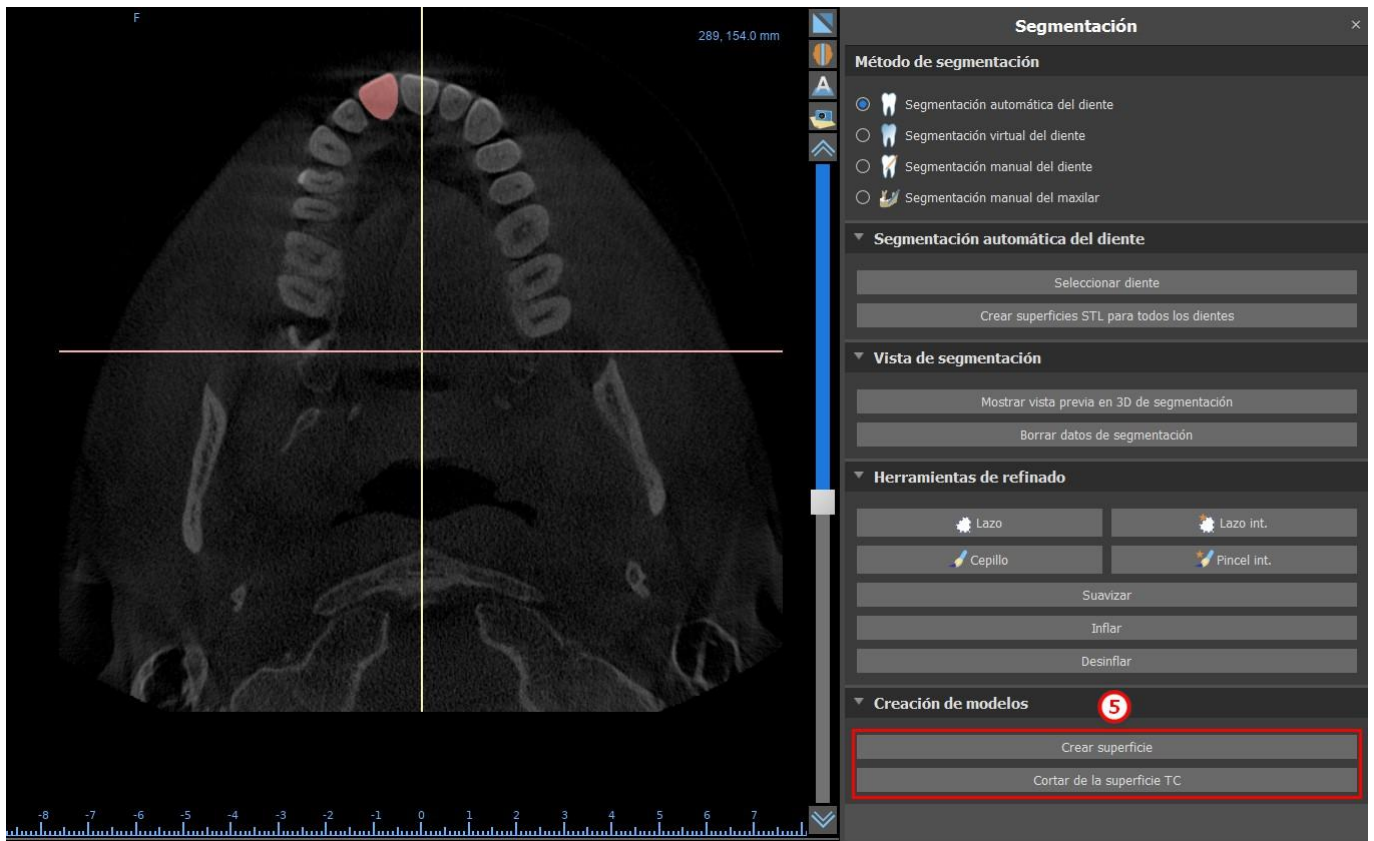 F
289, 154.0 mm
A
-8 -7 -6 -5 -4 -3 -2 -1 0 1 2 3 4 5 6 7
Segmentación ×
Método de segmentación
Segmentación automática del diente
Segmentación virtual del diente
Segmentación manual del diente
Segmentación manual del maxilar
Segmentación automática del diente
Seleccionar diente
Crear superficies STL para todos los dientes
Vista de segmentación
Mostrar vista previa en 3D de segmentación
Borrar datos de segmentación
Herramientas de refinado
Lazo Lazo int.
Cepillo Pincel int.
Suavizar
Inflar
Desinflar
Creación de modelos 5
Crear superficie
Cortar de la superficie TC